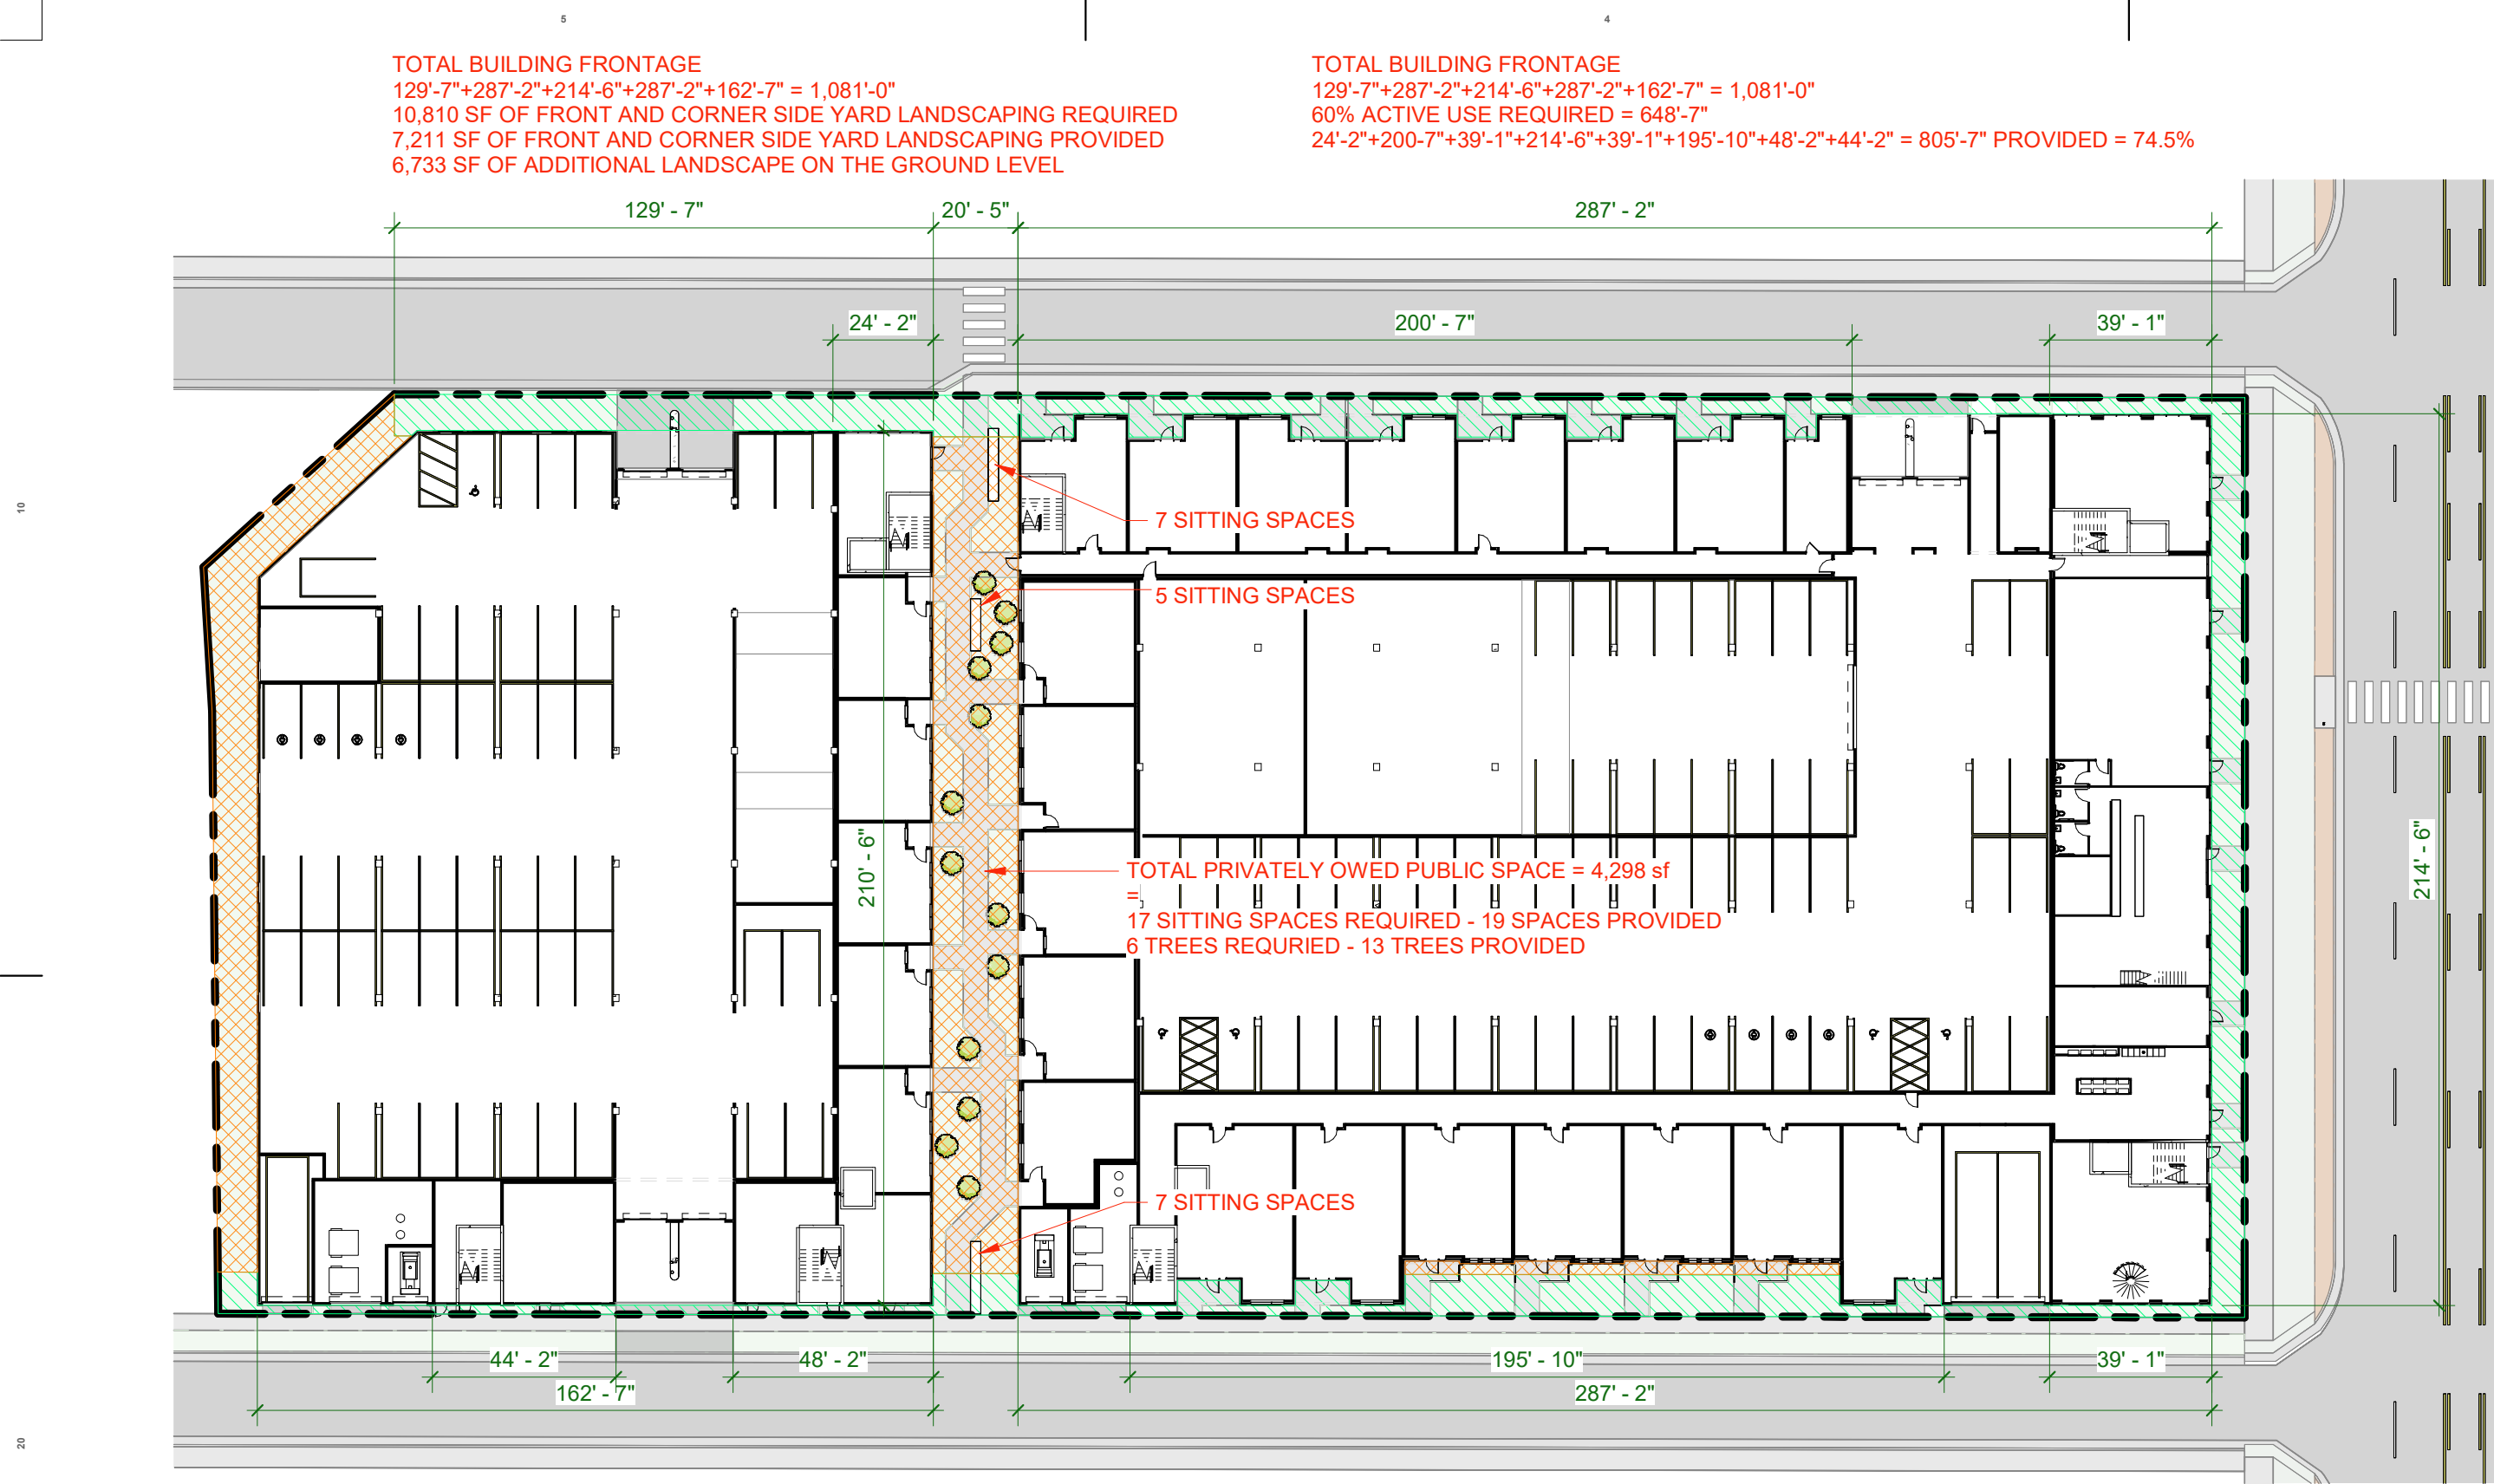 5
4
TOTAL BUILDING FRONTAGE
129'-7"+287'-2"+214'-6"+287'-2"+162'-7" = 1,081'-0"
10,810 SF OF FRONT AND CORNER SIDE YARD LANDSCAPING REQUIRED
7,211 SF OF FRONT AND CORNER SIDE YARD LANDSCAPING PROVIDED
6,733 SF OF ADDITIONAL LANDSCAPE ON THE GROUND LEVEL
TOTAL BUILDING FRONTAGE
129'-7"+287'-2"+214'-6"+287'-2"+162'-7" = 1,081'-0"
60% ACTIVE USE REQUIRED = 648'-7"
24'-2"+200-7"+39'-1"+214'-6"+39'-1"+195'-10"+48'-2"+44'-2" = 805'-7" PROVIDED = 74.5%
129' - 7"
20' - 5"
287' - 2"
24' - 2"
200' - 7"
39' - 1"
10
7 SITTING SPACES
5 SITTING SPACES
210' - 6"
214' - 6"
TOTAL PRIVATELY OWED PUBLIC SPACE = 4,298 sf
=
17 SITTING SPACES REQUIRED - 19 SPACES PROVIDED
6 TREES REQURIED - 13 TREES PROVIDED
7 SITTING SPACES
44' - 2"
48' - 2"
195' - 10"
39' - 1"
162' - 7"
287' - 2"
20